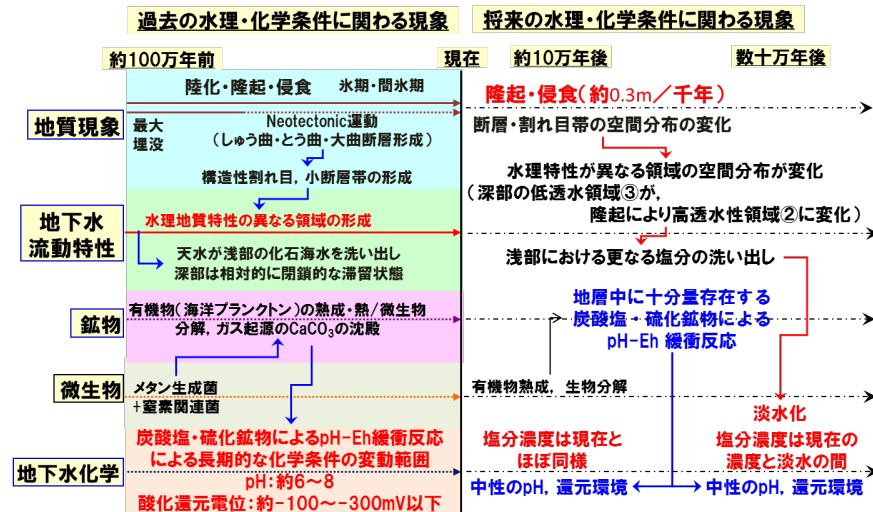 過去の水理・化学条件に関わる現象
将来の水理・化学条件に関わる現象
約100万年前
現在
約10万年後
数十万年後
地質現象
陸化・隆起・侵食
氷期・間氷期
最大
埋没
Neotectonic運動
(しゅう曲・とう曲・大曲断層形成)
構造性割れ目，小断層帯の形成
隆起・侵食(約0.3m／千年)
断層・割れ目帯の空間分布の変化
水理特性が異なる領域の空間分布が変化
(深部の低透水領域③が，
隆起により高透水性領域②に変化)
地下水
流動特性
水理地質特性の異なる領域の形成
天水が浅部の化石海水を洗い出し
深部は相対的に閉鎖的な滞留状態
浅部における更なる塩分の洗い出し
鉱物
有機物(海洋プランクトン)の熟成・熱/微生物
分解，ガス起源のCaCO₃の沈殿
地層中に十分量存在する
炭酸塩・硫化鉱物による
pH-Eh 緩衝反応
微生物
メタン生成菌
+窒素関連菌
有機物熟成，生物分解
淡水化
地下水化学
炭酸塩・硫化鉱物によるpH-Eh緩衝反応
による長期的な化学条件の変動範囲
pH：約6～8
酸化還元電位：約-100～-300mV以下
塩分濃度は現在と
ほぼ同様
中性のpH，還元環境
塩分濃度は現在の
濃度と淡水の間
中性のpH，還元環境